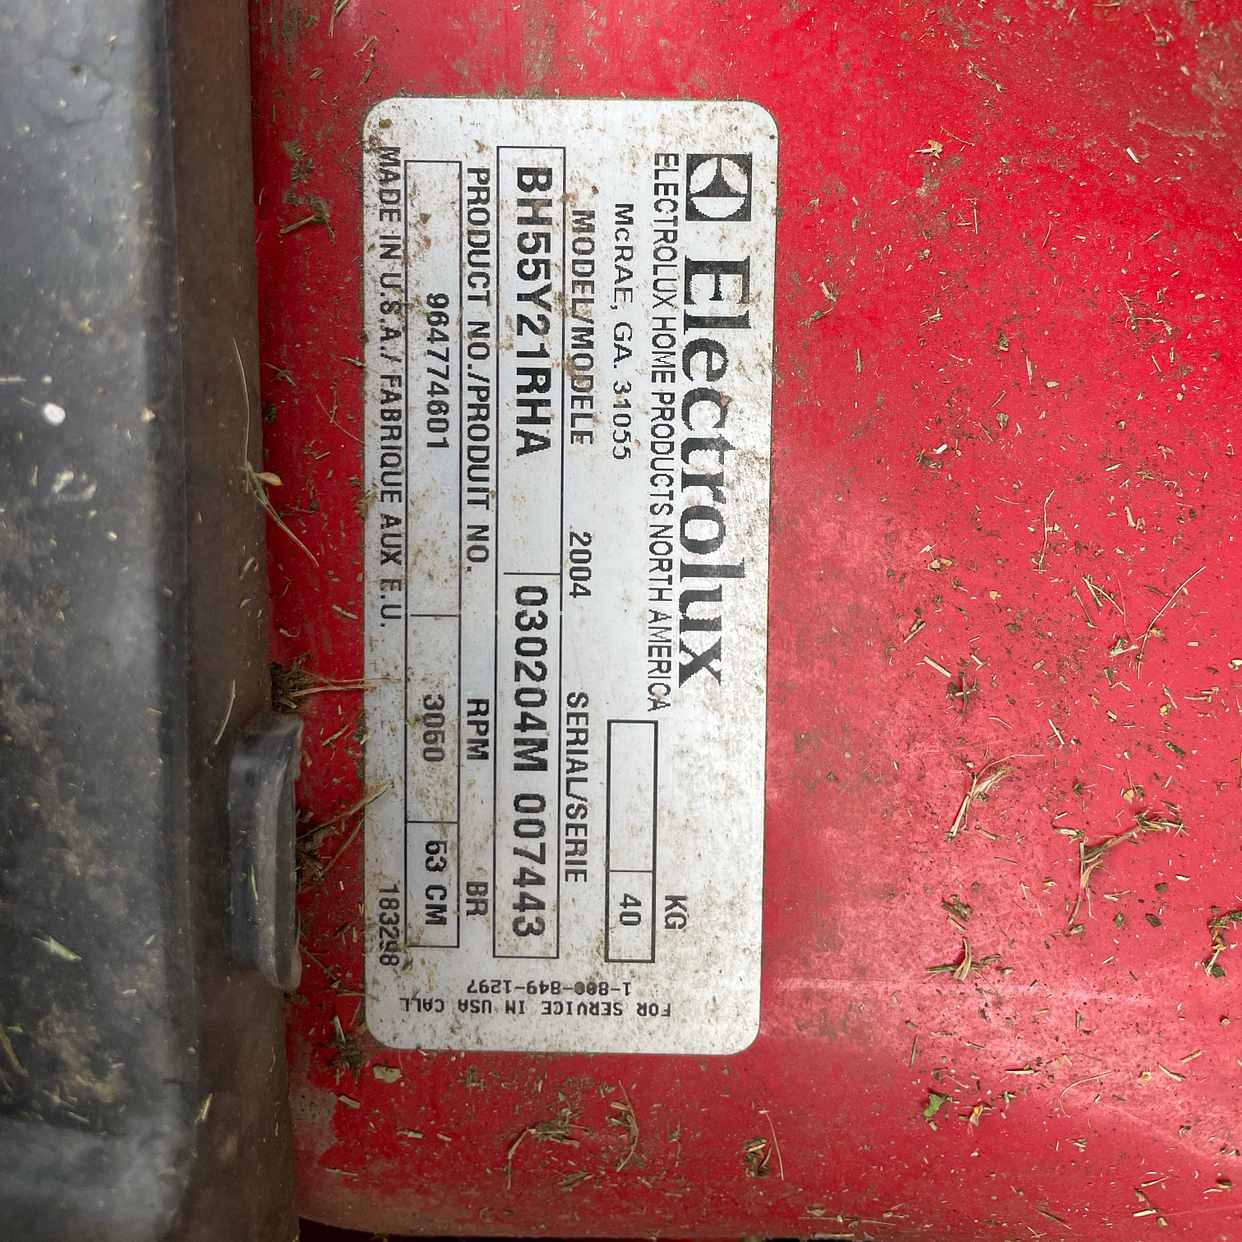 Electrolux
ELECTROLUX HOME PRODUCTS NORTH AMERICA
McRAE, GA. 31055
KG
40
MODEL/MODELE 2004 SERIAL/SERIE
BH55Y21RHA 030204M 007443
PRODUCT NO./PRODUIT NO. RPM BR
964774601 3060 53 CM
MADE IN U.S.A./ FABRIQUE AUX E.U. 183298
FOR SERVICE IN USA CALL
1-800-849-1297